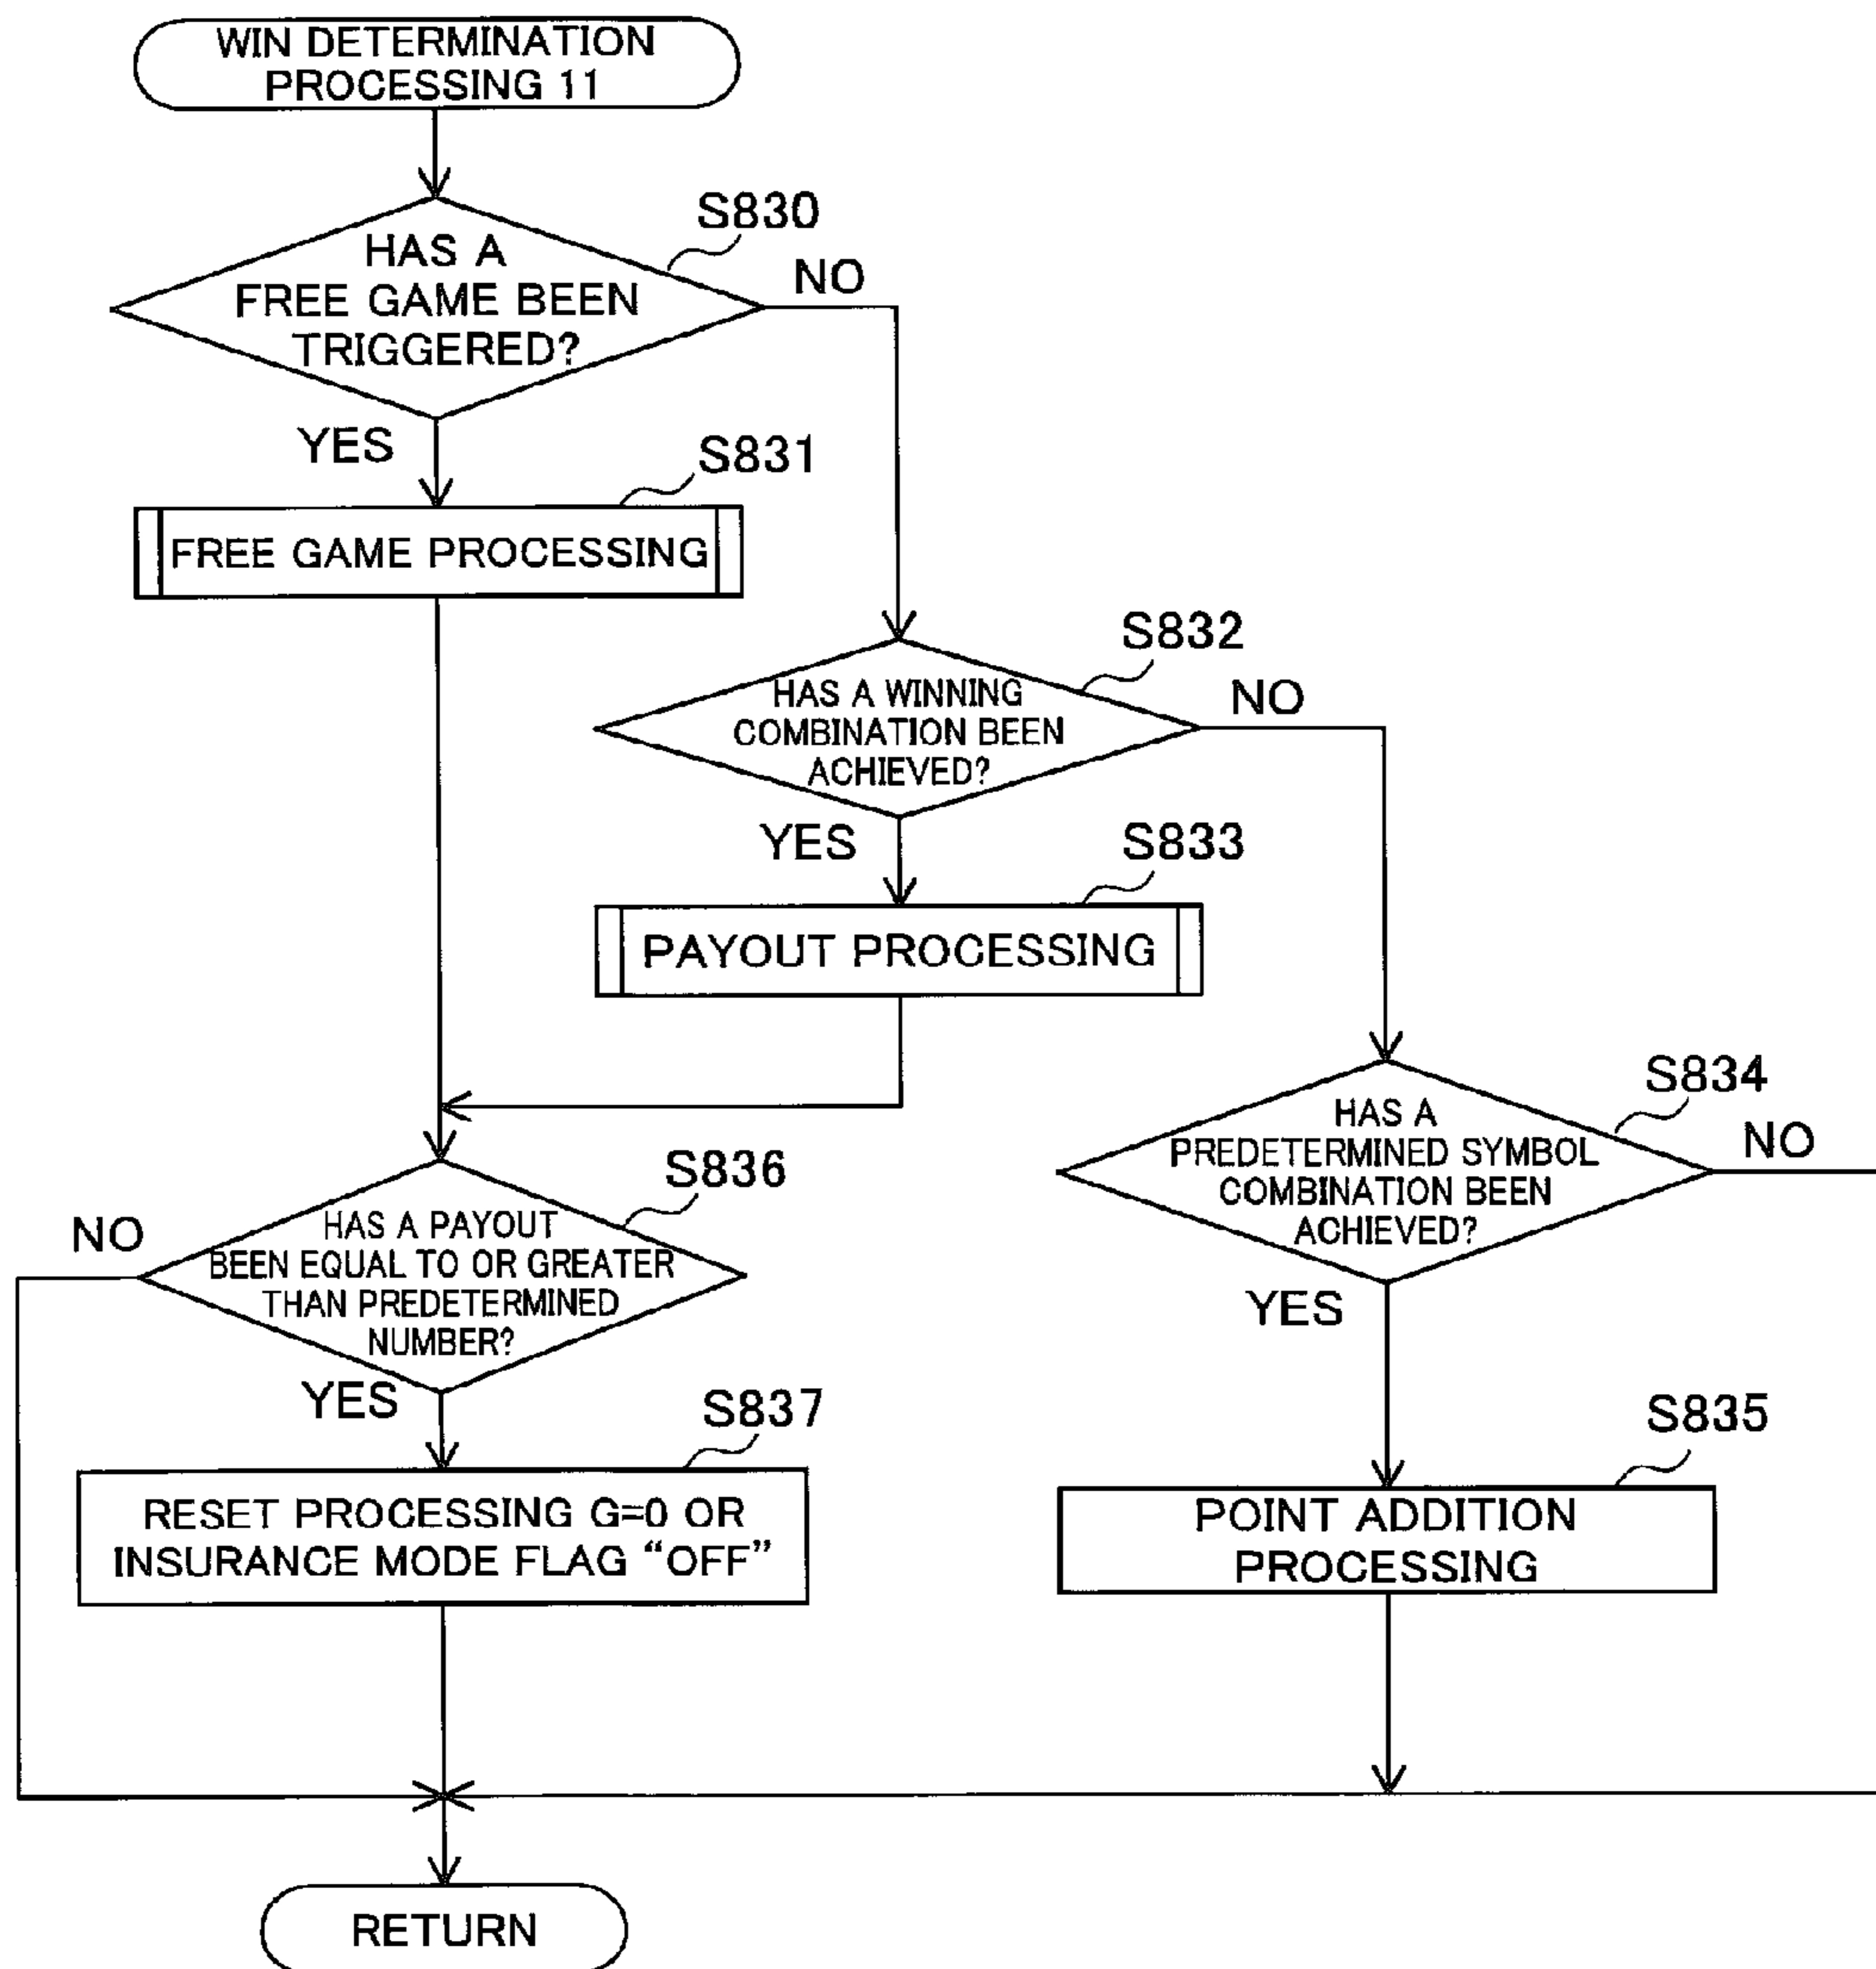 WIN DETERMINATION
PROCESSING 11
S830
HAS A
FREE GAME BEEN
TRIGGERED?
NO
YES
S831
FREE GAME PROCESSING
S832
HAS A WINNING
COMBINATION BEEN
ACHIEVED?
NO
YES
S833
PAYOUT PROCESSING
S834
HAS A
PREDETERMINED SYMBOL
COMBINATION BEEN
ACHIEVED?
NO
YES
S835
POINT ADDITION
PROCESSING
S836
HAS A PAYOUT
BEEN EQUAL TO OR GREATER
THAN PREDETERMINED
NUMBER?
NO
YES
S837
RESET PROCESSING G=0 OR
INSURANCE MODE FLAG “OFF”
RETURN